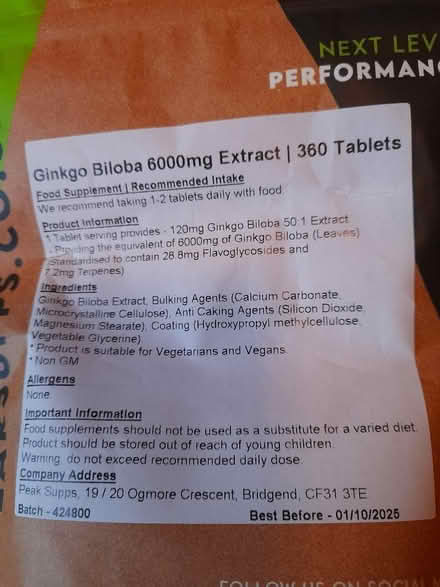 NEXT LEV
PERFORMAN
Ginkgo Biloba 6000mg Extract | 360 Tablets
Food Supplement | Recommended Intake
We recommend taking 1-2 tablets daily with food
Product Information
1 Tablet serving provides - 120mg Ginkgo Biloba 50:1 Extract
Providing the equivalent of 6000mg of Ginkgo Biloba (Leaves)
Standardised to contain 28.8mg Flavoglycosides and
7.2mg Terpenes)
Ingredients
Ginkgo Biloba Extract, Bulking Agents (Calcium Carbonate,
Microcrystalline Cellulose), Anti Caking Agents (Silicon Dioxide,
Magnesium Stearate), Coating (Hydroxypropyl methylcellulose,
Vegetable Glycerine)
* Product is suitable for Vegetarians and Vegans.
* Non GM
Allergens
None.
Important Information
Food supplements should not be used as a substitute for a varied diet.
Product should be stored out of reach of young children.
Warning: do not exceed recommended daily dose.
Company Address
Peak Supps, 19 / 20 Ogmore Crescent, Bridgend, CF31 3TE
Batch - 424800 Best Before - 01/10/2025